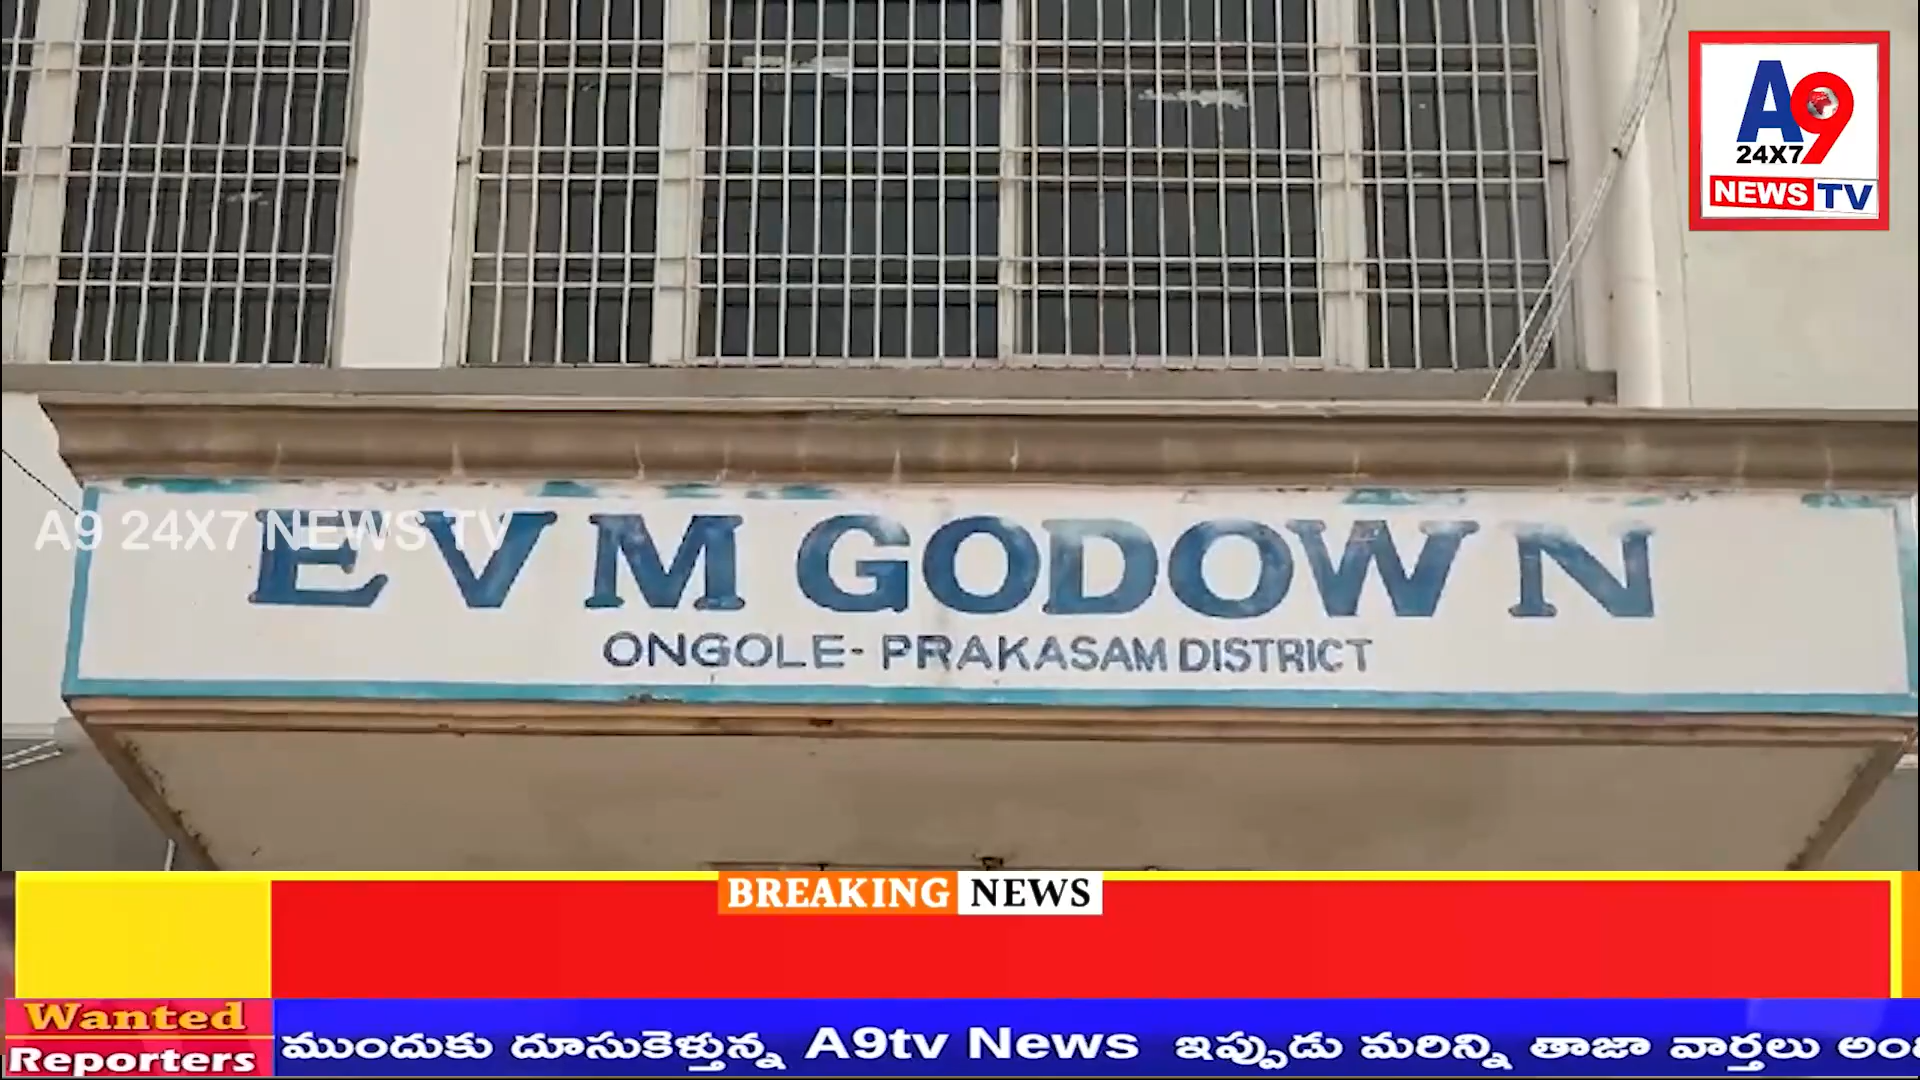 A9
24X7
NEWS TV
A9 24X7 NEWS TV
EVM GODOWN
ONGOLE- PRAKASAM DISTRICT
BREAKING NEWS
Wanted
Reporters
ముందుకు దూసుకెళ్తున్న A9tv News ఇప్పుడు మరిన్ని తాజా వార్తలు